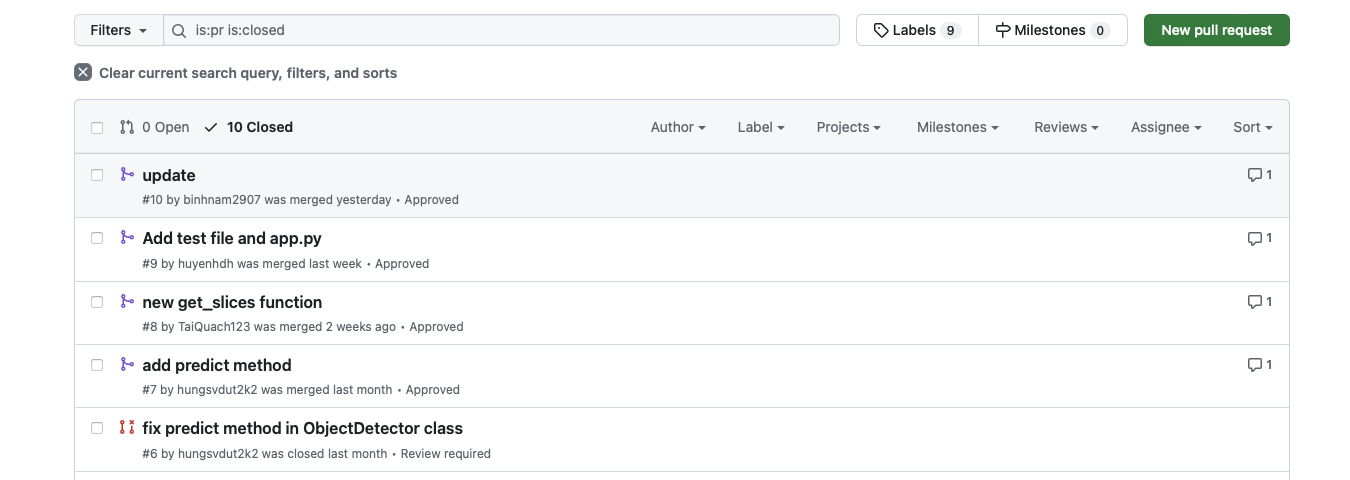 Filters is:pr is:closed Labels 9 Milestones 0 New pull request
Clear current search query, filters, and sorts
0 Open 10 Closed Author Label Projects Milestones Reviews Assignee Sort
update 1
#10 by binhnam2907 was merged yesterday • Approved
Add test file and app.py 1
#9 by huyenhdh was merged last week • Approved
new get_slices function 1
#8 by TaiQuach123 was merged 2 weeks ago • Approved
add predict method 1
#7 by hungsvdut2k2 was merged last month • Approved
fix predict method in ObjectDetector class
#6 by hungsvdut2k2 was closed last month • Review required